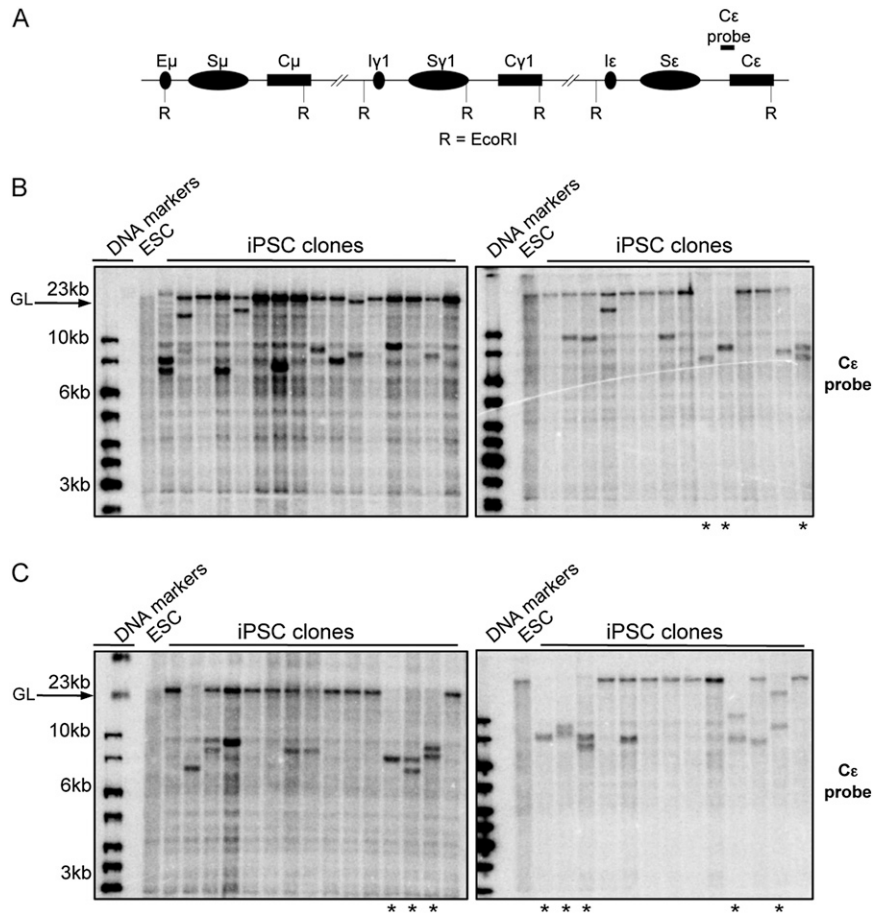 A
Cε
probe
Eμ Sμ Cμ Iγ1 Sγ1 Cγ1 Iε Sε Cε
R R R R R R R
R = EcoRI
B
DNA markers
ESC
iPSC clones
DNA markers
ESC
iPSC clones
23kb
GL
10kb
6kb
3kb
Cε
probe
* * *
C
DNA markers
ESC
iPSC clones
DNA markers
ESC
iPSC clones
23kb
GL
10kb
6kb
3kb
Cε
probe
* * * * * * * *